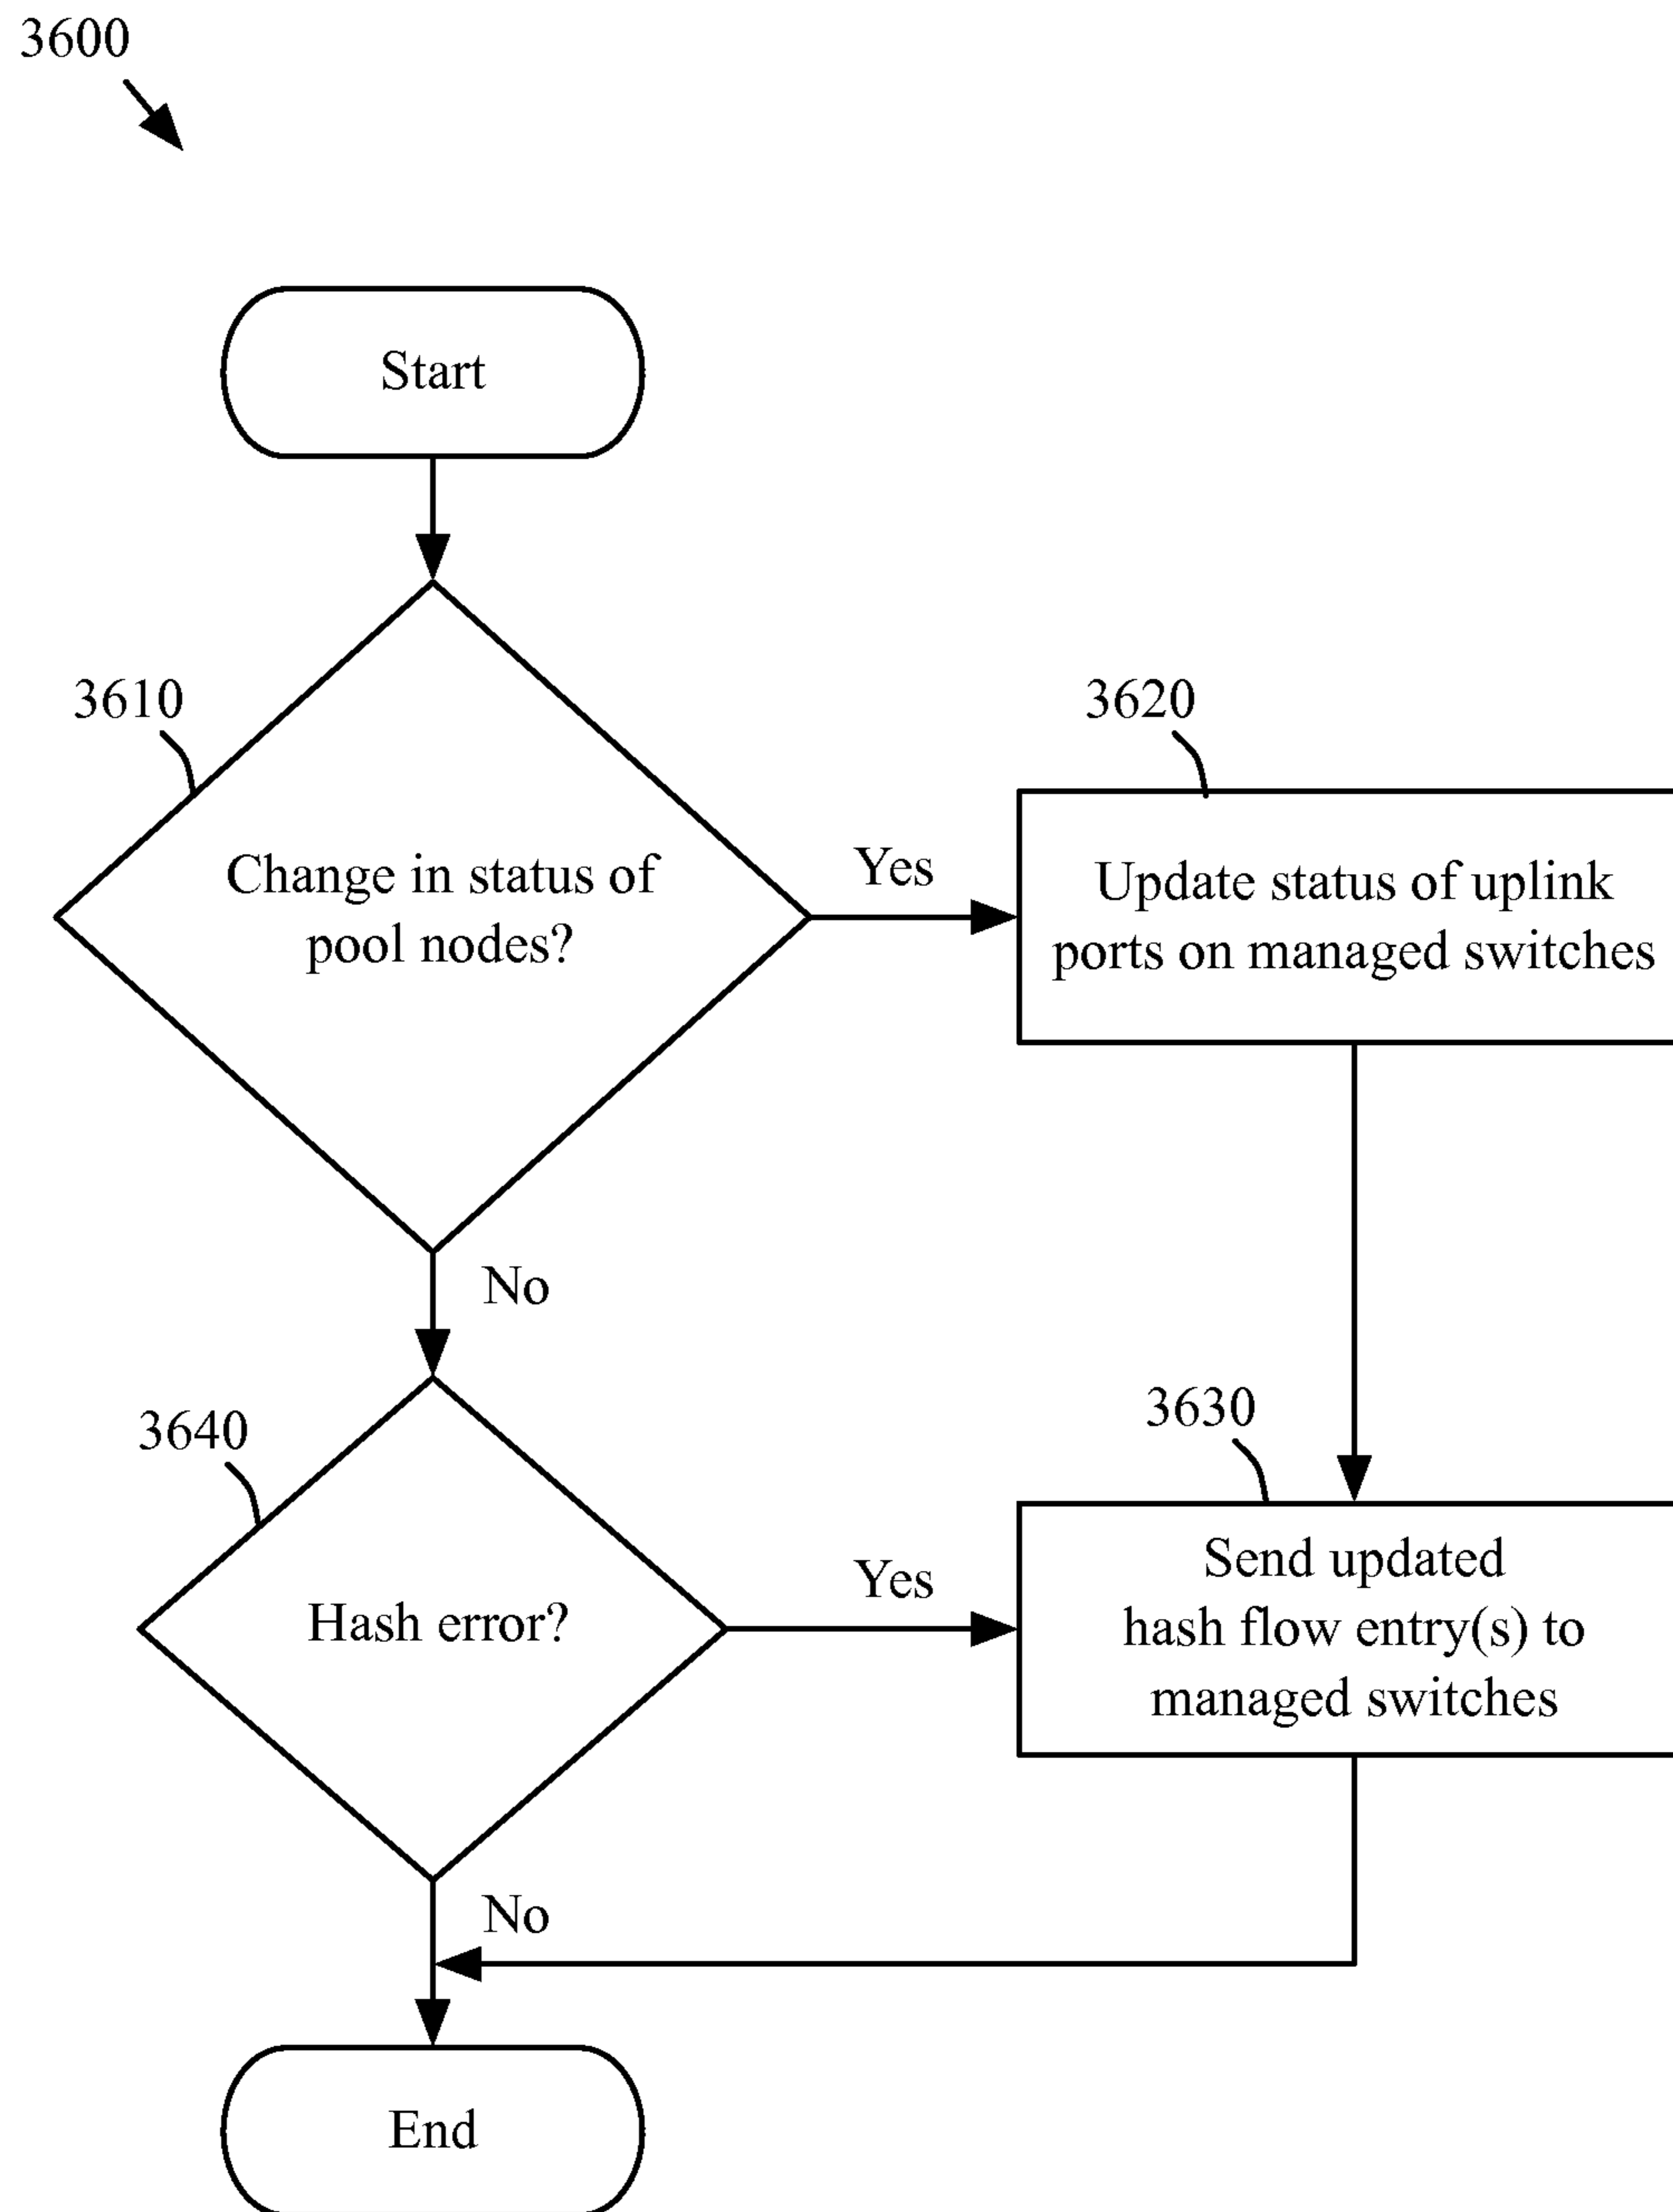 3600
Start
3610
Change in status of
pool nodes?
Yes
3620
Update status of uplink
ports on managed switches
No
3640
Hash error?
Yes
3630
Send updated
hash flow entry(s) to
managed switches
No
End